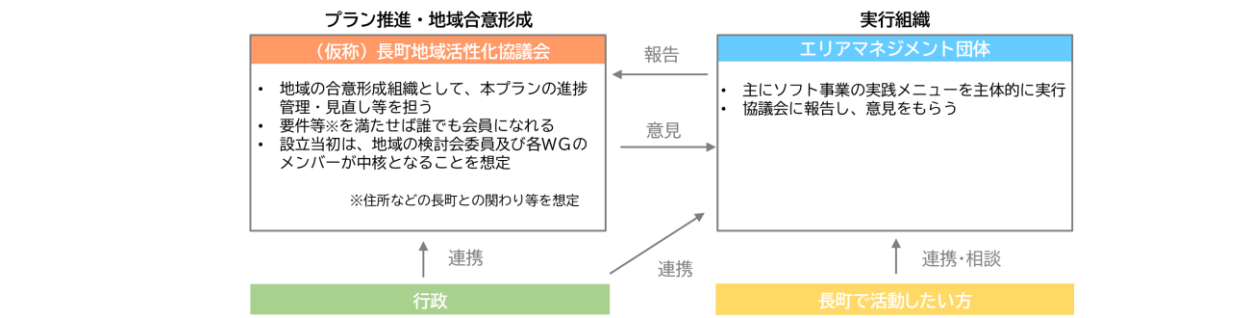 プラン推進・地域合意形成
（仮称）長町地域活性化協議会
• 地域の合意形成組織として、本プランの進捗
管理・見直し等を担う
• 要件等※を満たせば誰でも会員になれる
• 設立当初は、地域の検討会委員及び各ＷＧの
メンバーが中核となることを想定
※住所などの長町との関わり等を想定
報告
意見
実行組織
エリアマネジメント団体
• 主にソフト事業の実践メニューを主体的に実行
• 協議会に報告し、意見をもらう
連携
連携
連携・相談
行政
長町で活動したい方